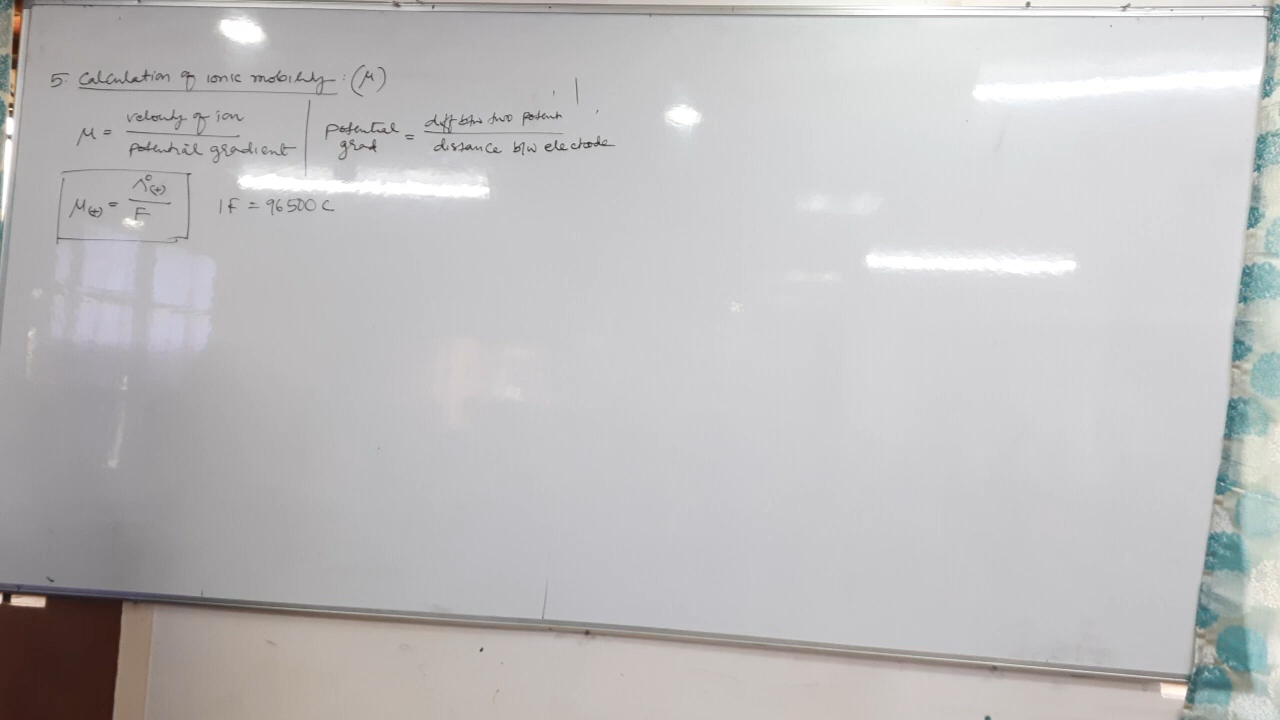 5. Calculation of ionic mobility : (μ)
μ = velocity of ion / potential gradient
potential grad = diff btw two potent / distance b/w electrode
μ(+) = Λ°(+) / F
1F = 96500 C